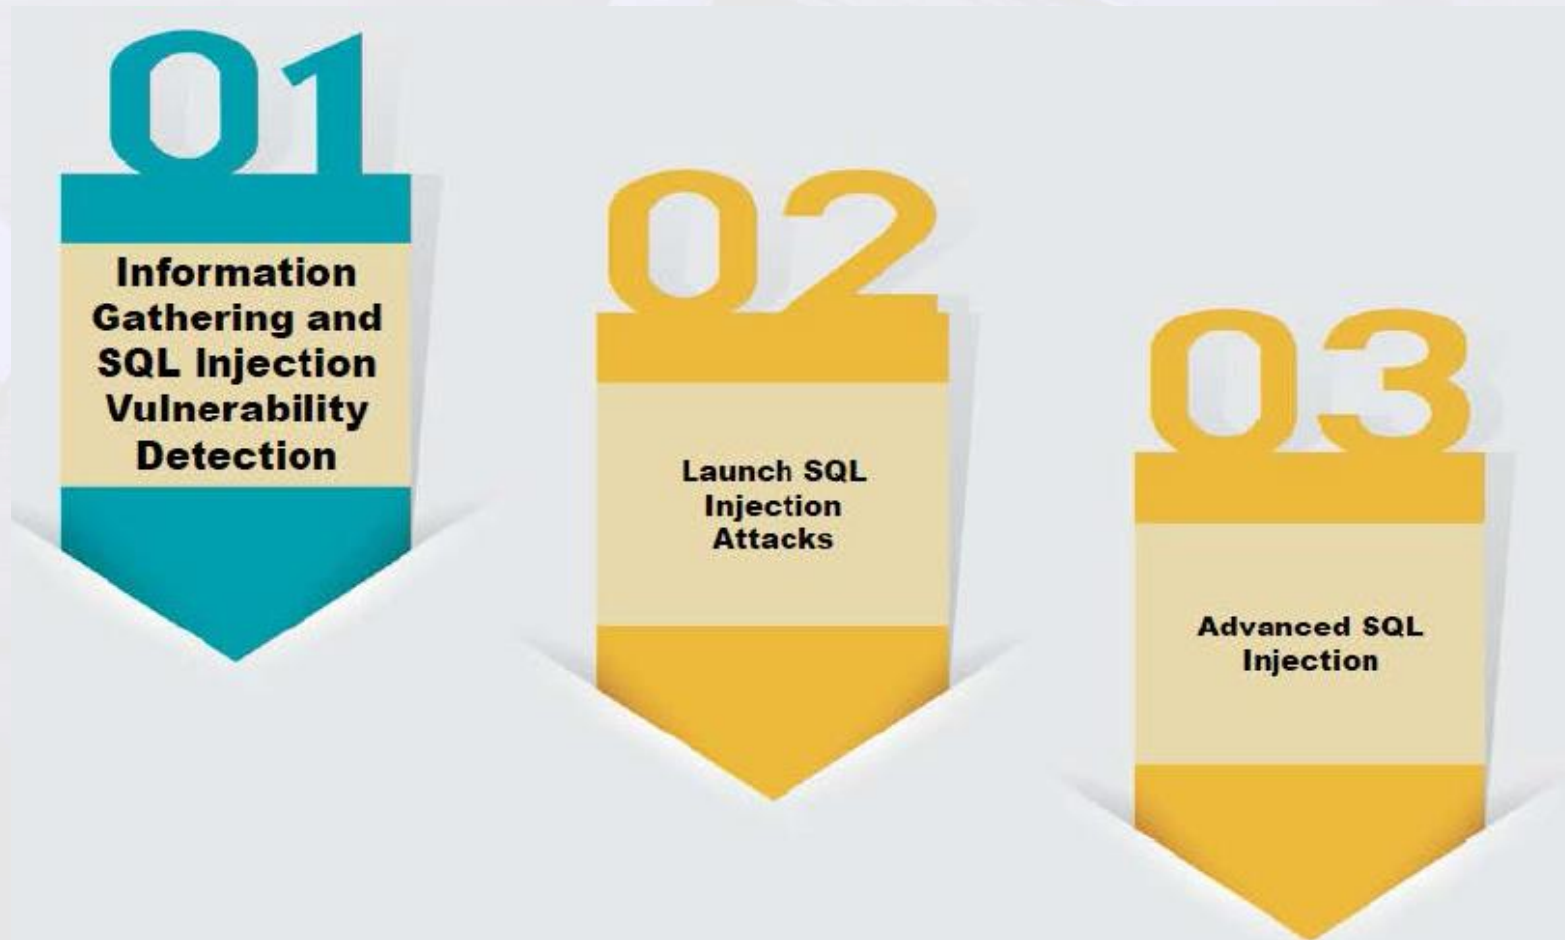 01
Information
Gathering and
SQL Injection
Vulnerability
Detection
02
Launch SQL
Injection
Attacks
03
Advanced SQL
Injection